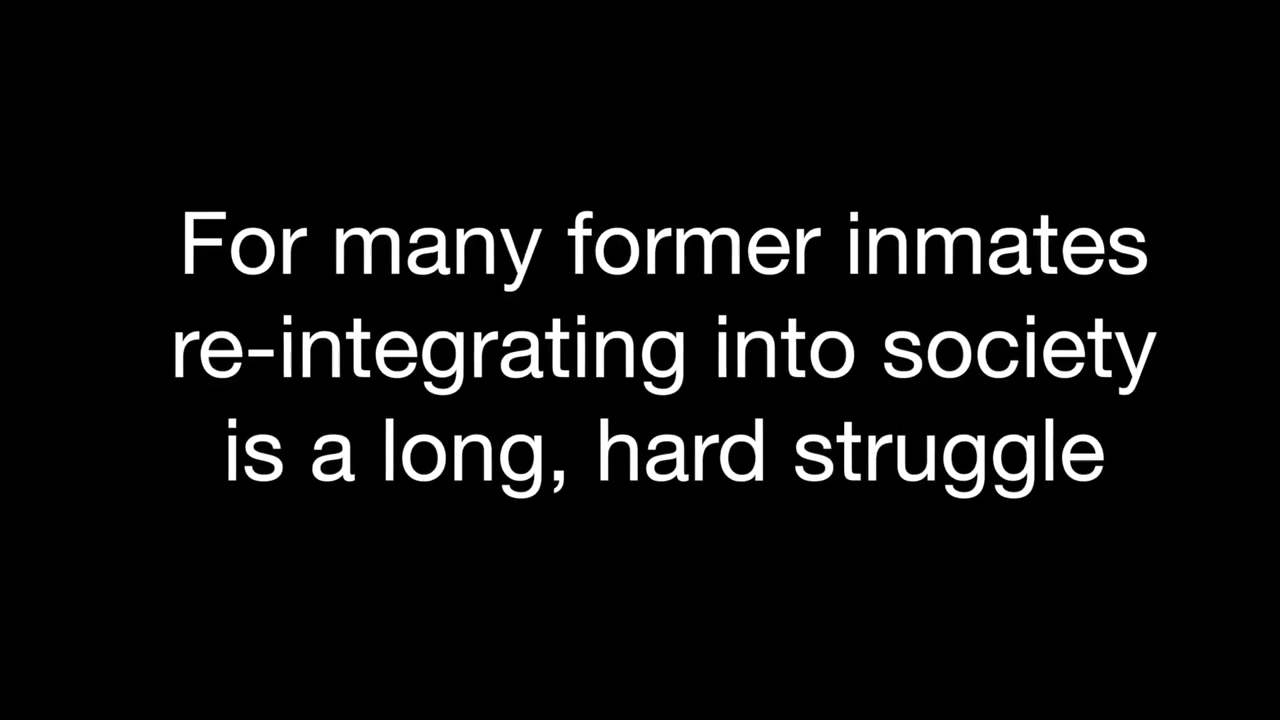 For many former inmates
re-integrating into society
is a long, hard struggle